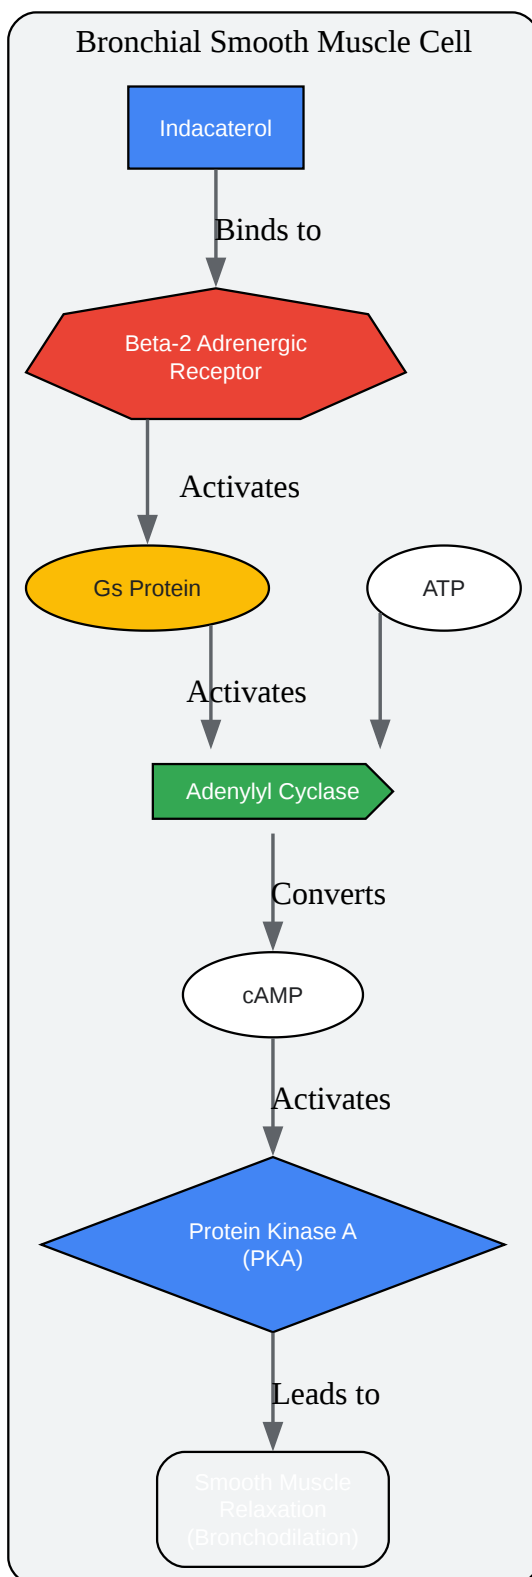 Bronchial Smooth Muscle Cell
Indacaterol
Binds to
Beta-2 Adrenergic
Receptor
Activates
Gs Protein
ATP
Activates
Adenylyl Cyclase
Converts
cAMP
Activates
Protein Kinase A
(PKA)
Leads to
Smooth Muscle
Relaxation
(Bronchodilation)